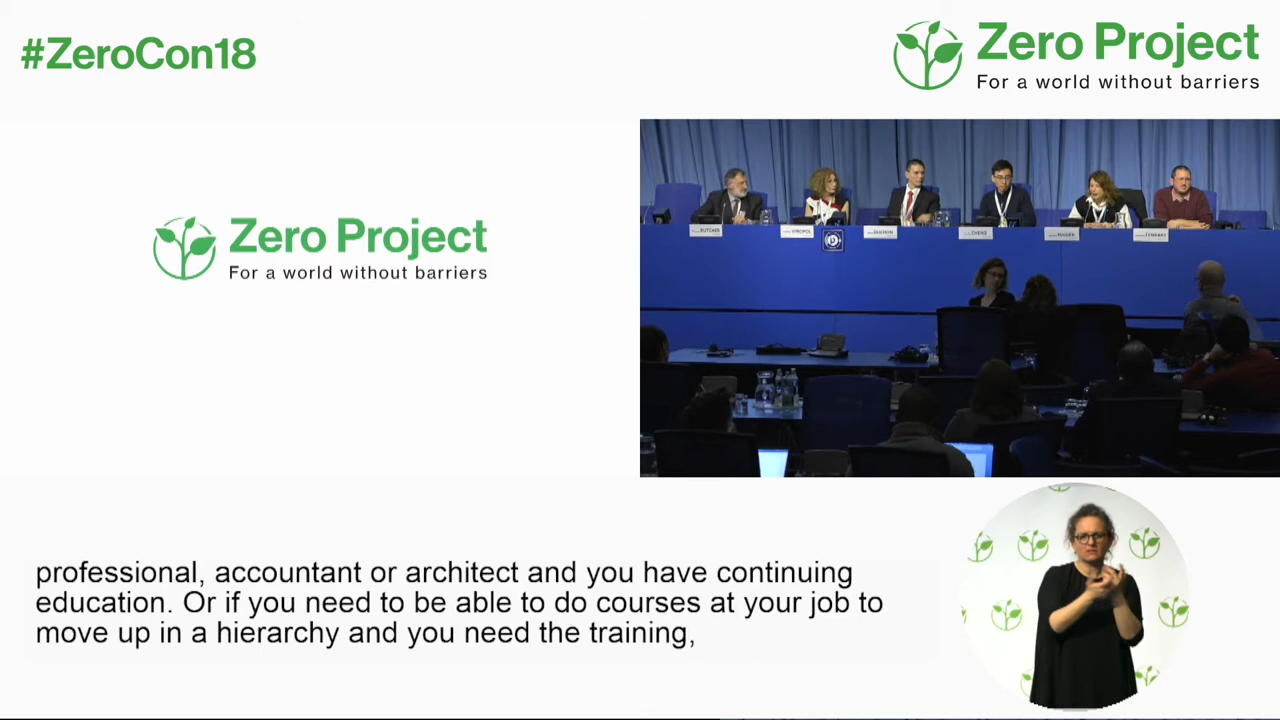 #ZeroCon18
Zero Project
For a world without barriers
Zero Project
For a world without barriers
BUTCHER
CHENG
professional, accountant or architect and you have continuing
education. Or if you need to be able to do courses at your job to
move up in a hierarchy and you need the training,